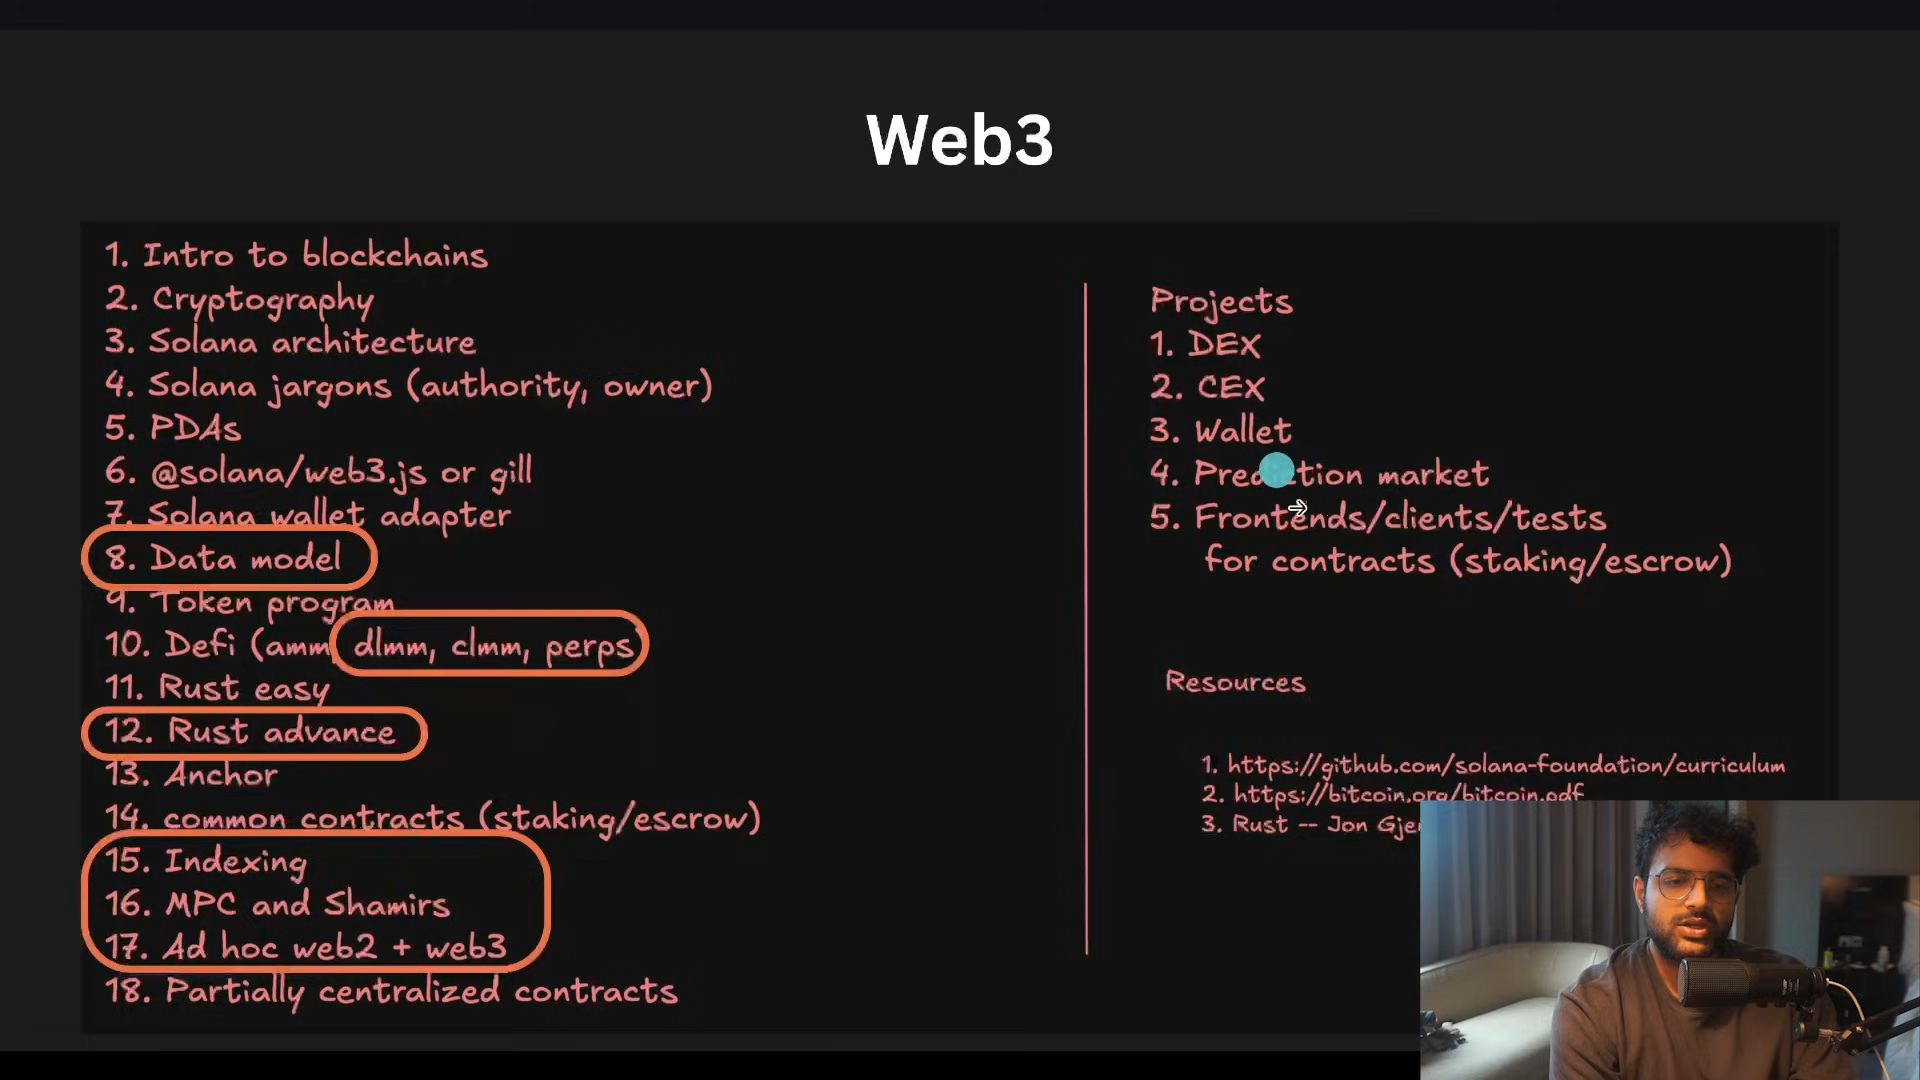 Web3
1. Intro to blockchains
2. Cryptography
3. Solana architecture
4. Solana jargons (authority, owner)
5. PDAs
6. @solana/web3.js or gill
7. Solana wallet adapter
8. Data model
9. Token program
10. Defi (amm, dlmm, clmm, perps
11. Rust easy
12. Rust advance
13. Anchor
14. common contracts (staking/escrow)
15. Indexing
16. MPC and Shamirs
17. Ad hoc web2 + web3
18. Partially centralized contracts
Projects
1. DEX
2. CEX
3. Wallet
4. Prediction market
5. Frontends/clients/tests
for contracts (staking/escrow)
Resources
1. https://github.com/solana-foundation/curriculum
2. https://bitcoin.org/bitcoin.pdf
3. Rust -- Jon